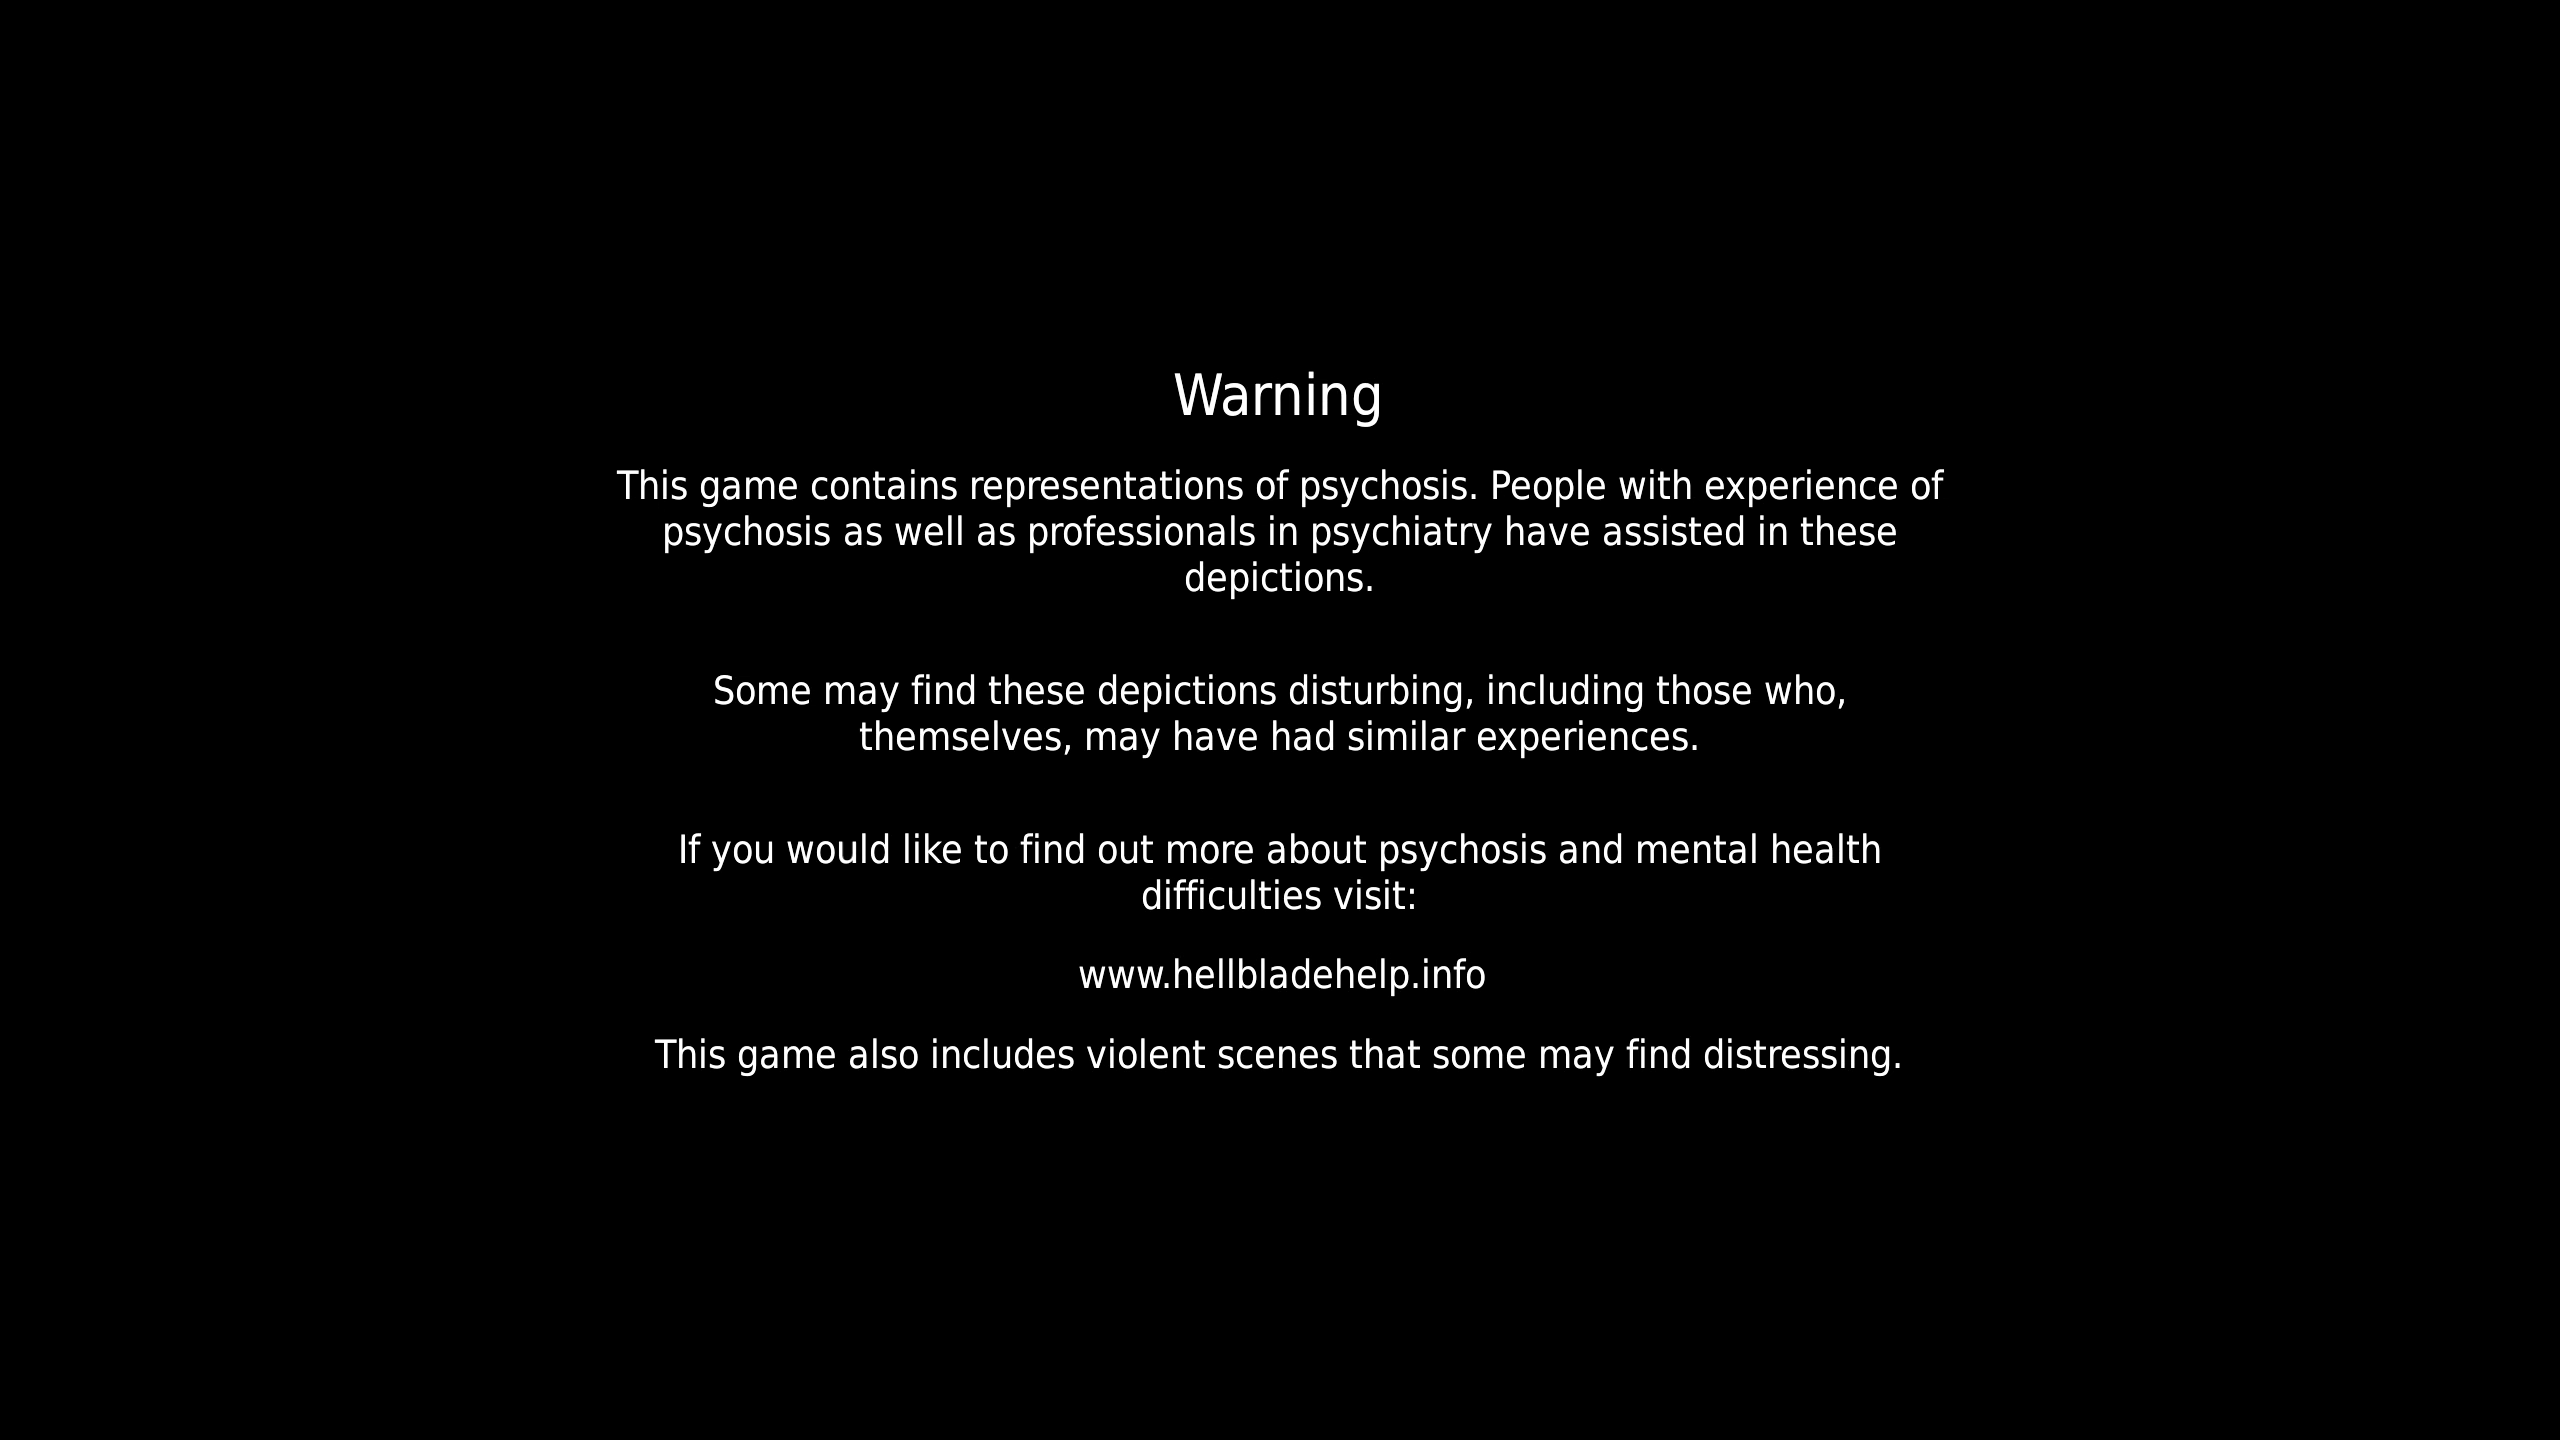 Warning
This game contains representations of psychosis. People with experience of
psychosis as well as professionals in psychiatry have assisted in these
depictions.
Some may find these depictions disturbing, including those who,
themselves, may have had similar experiences.
If you would like to find out more about psychosis and mental health
difficulties visit:
www.hellbladehelp.info
This game also includes violent scenes that some may find distressing.